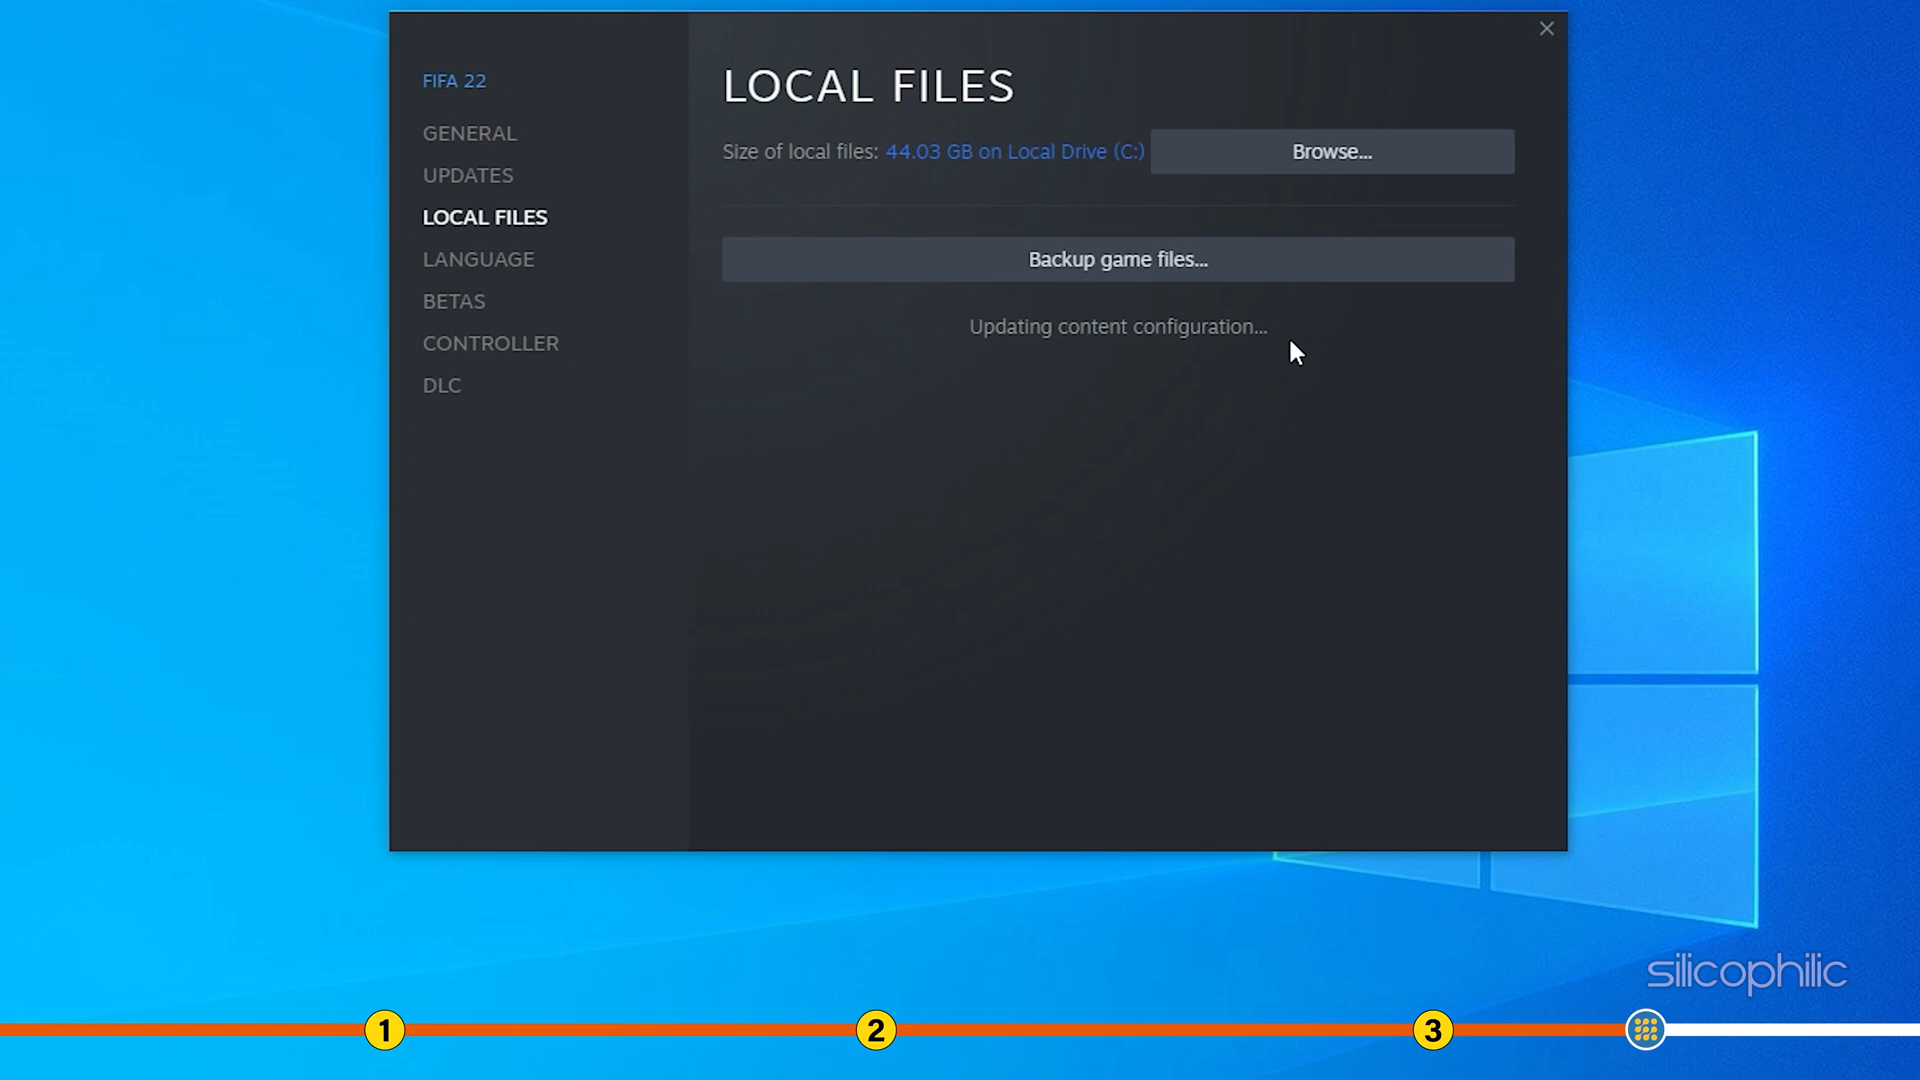 FIFA 22
GENERAL
UPDATES
LOCAL FILES
LANGUAGE
BETAS
CONTROLLER
DLC
LOCAL FILES
Size of local files: 44.03 GB on Local Drive (C:)
Browse...
Backup game files...
Updating content configuration...
silicophilic
1
2
3